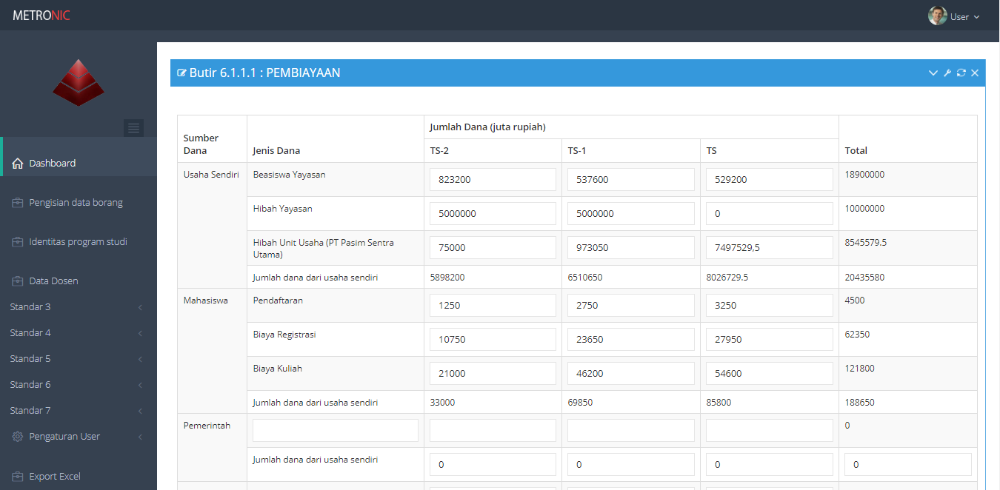 METRONIC
User
Butir 6.1.1.1 : PEMBIAYAAN
Dashboard
Pengisian data borang
Identitas program studi
Data Dosen
Standar 3
Standar 4
Standar 5
Standar 6
Standar 7
Pengaturan User
Export Excel
Sumber Dana Jenis Dana Jumlah Dana (juta rupiah) Total
TS-2 TS-1 TS
Usaha Sendiri Beasiswa Yayasan 823200 537600 529200 18900000
Hibah Yayasan 5000000 5000000 0 10000000
Hibah Unit Usaha (PT Pasim Sentra Utama) 75000 973050 7497529,5 8545579.5
Jumlah dana dari usaha sendiri 5898200 6510650 8026729.5 20435580
Mahasiswa Pendaftaran 1250 2750 3250 4500
Biaya Registrasi 10750 23650 27950 62350
Biaya Kuliah 21000 46200 54600 121800
Jumlah dana dari usaha sendiri 33000 69850 85800 188650
Pemerintah 0
Jumlah dana dari usaha sendiri 0 0 0 0